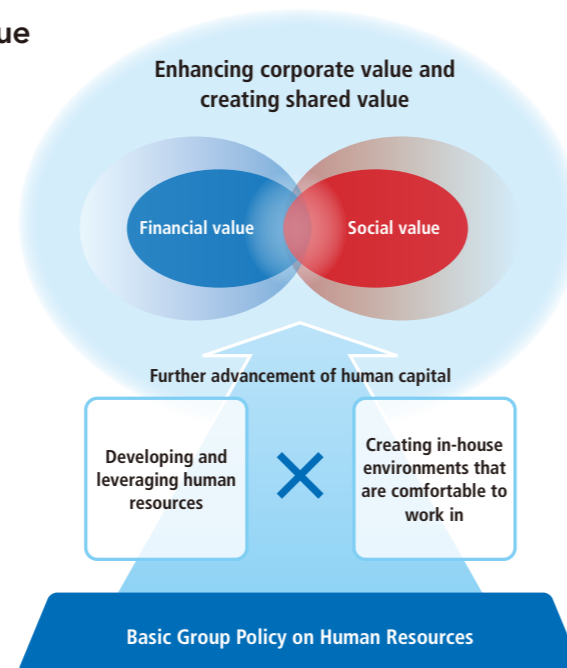 ue
Enhancing corporate value and
creating shared value
Financial value
Social value
Further advancement of human capital
Developing and
leveraging human
resources
×
Creating in-house
environments that
are comfortable to
work in
Basic Group Policy on Human Resources